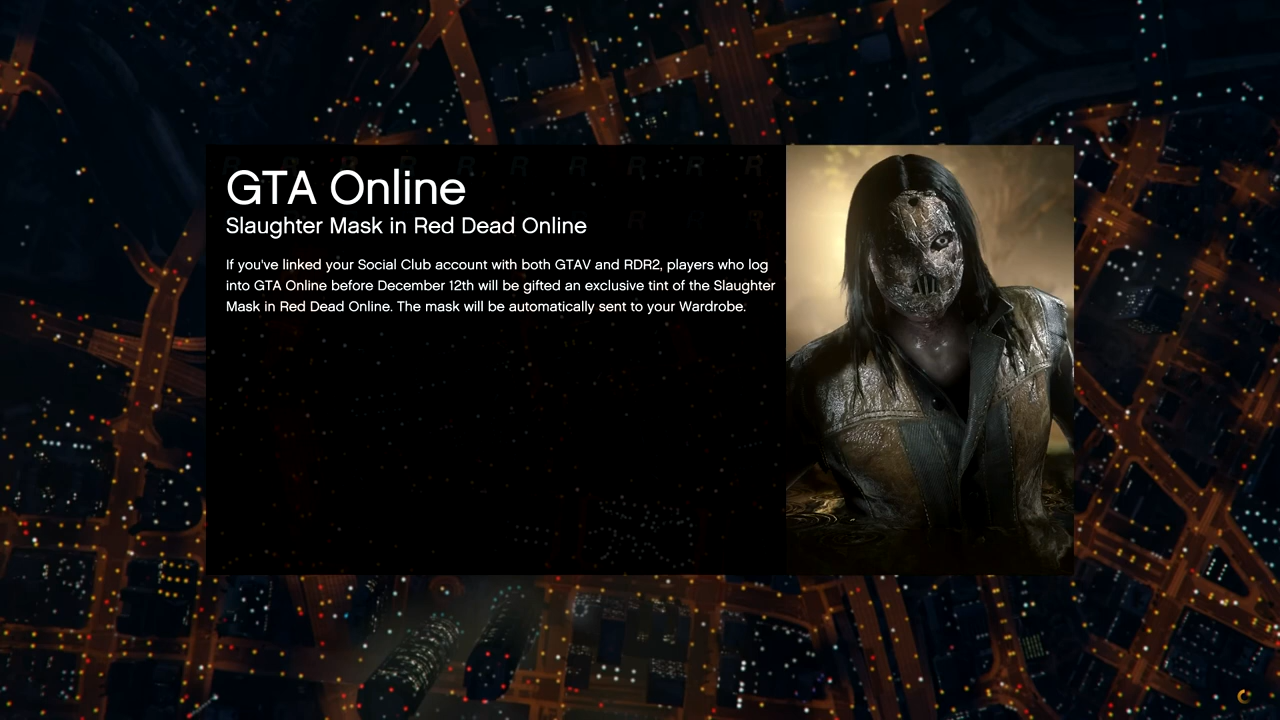 GTA Online
Slaughter Mask in Red Dead Online
If you've linked your Social Club account with both GTAV and RDR2, players who log
into GTA Online before December 12th will be gifted an exclusive tint of the Slaughter
Mask in Red Dead Online. The mask will be automatically sent to your Wardrobe.